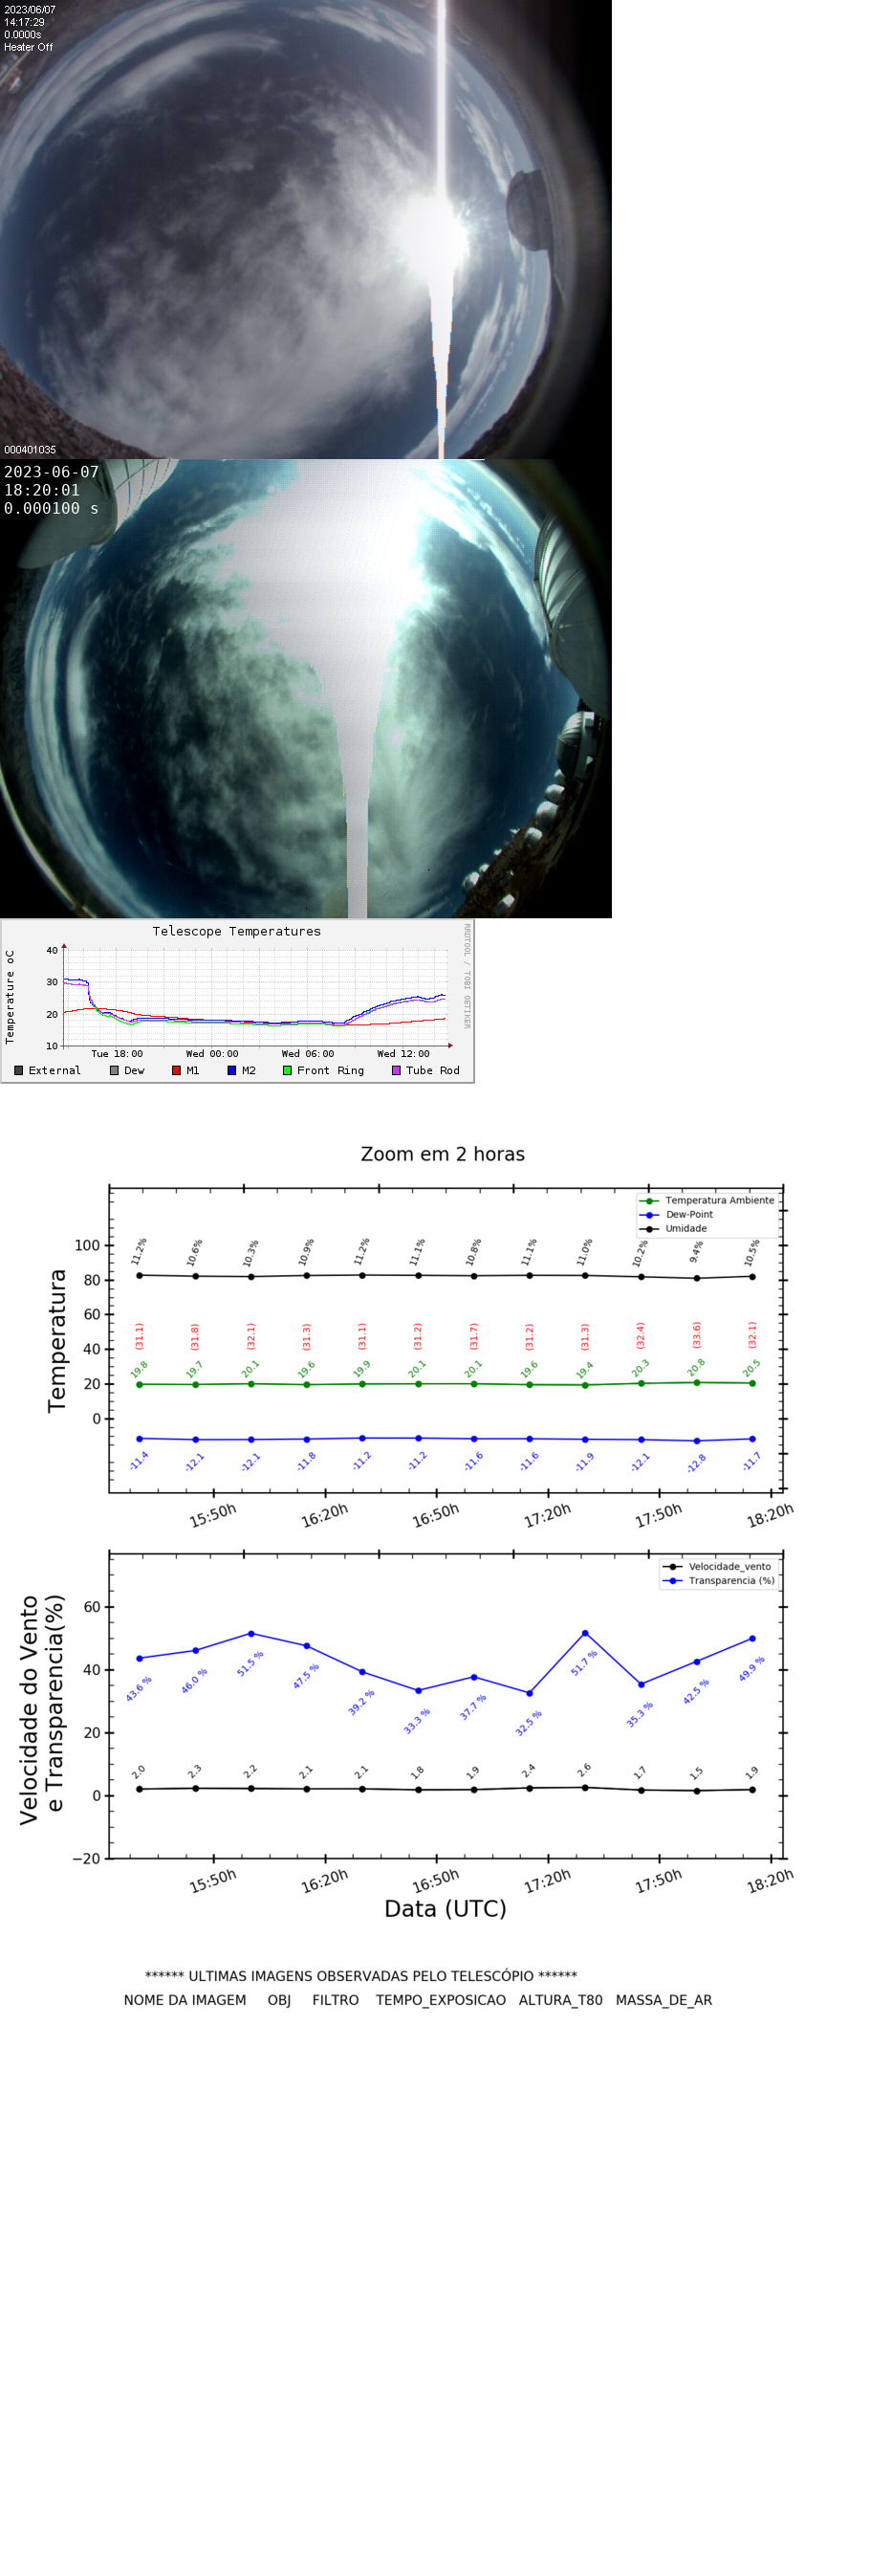 2023/06/07
14:17:29
0.0000s
Heater Off
000401035
2023-06-07
18:20:01
0.000100 s
Telescope Temperatures
RRDTOOL / TOBI OETIKER
Temperature oC
40
30
20
10
Tue 18:00 Wed 00:00 Wed 06:00 Wed 12:00
External Dew M1 M2 Front Ring Tube Rod
Zoom em 2 horas
Temperatura Ambiente
Dew-Point
Umidade
Temperatura
100
80
60
40
20
0
11.2% 10.6% 10.3% 10.9% 11.2% 11.1% 10.8% 11.1% 11.0% 10.2% 9.4% 10.5%
(31.1) (31.8) (32.1) (31.3) (31.1) (31.2) (31.7) (31.2) (31.3) (32.4) (33.6) (32.1)
19.8 19.7 20.1 19.6 19.9 20.1 20.1 19.6 19.4 20.3 20.8 20.5
-11.4 -12.1 -12.1 -11.8 -11.2 -11.2 -11.6 -11.6 -11.9 -12.1 -12.8 -11.7
15:50h 16:20h 16:50h 17:20h 17:50h 18:20h
Velocidade_vento
Transparencia (%)
Velocidade do Vento
e Transparencia(%)
60
40
20
0
−20
43.6 % 46.0 % 51.5 % 47.5 % 39.2 % 33.3 % 37.7 % 32.5 % 51.7 % 35.3 % 42.5 % 49.9 %
2.0 2.3 2.2 2.1 2.1 1.8 1.9 2.4 2.6 1.7 1.5 1.9
15:50h 16:20h 16:50h 17:20h 17:50h 18:20h
Data (UTC)
****** ULTIMAS IMAGENS OBSERVADAS PELO TELESCÓPIO ******
NOME DA IMAGEM OBJ FILTRO TEMPO_EXPOSICAO ALTURA_T80 MASSA_DE_AR